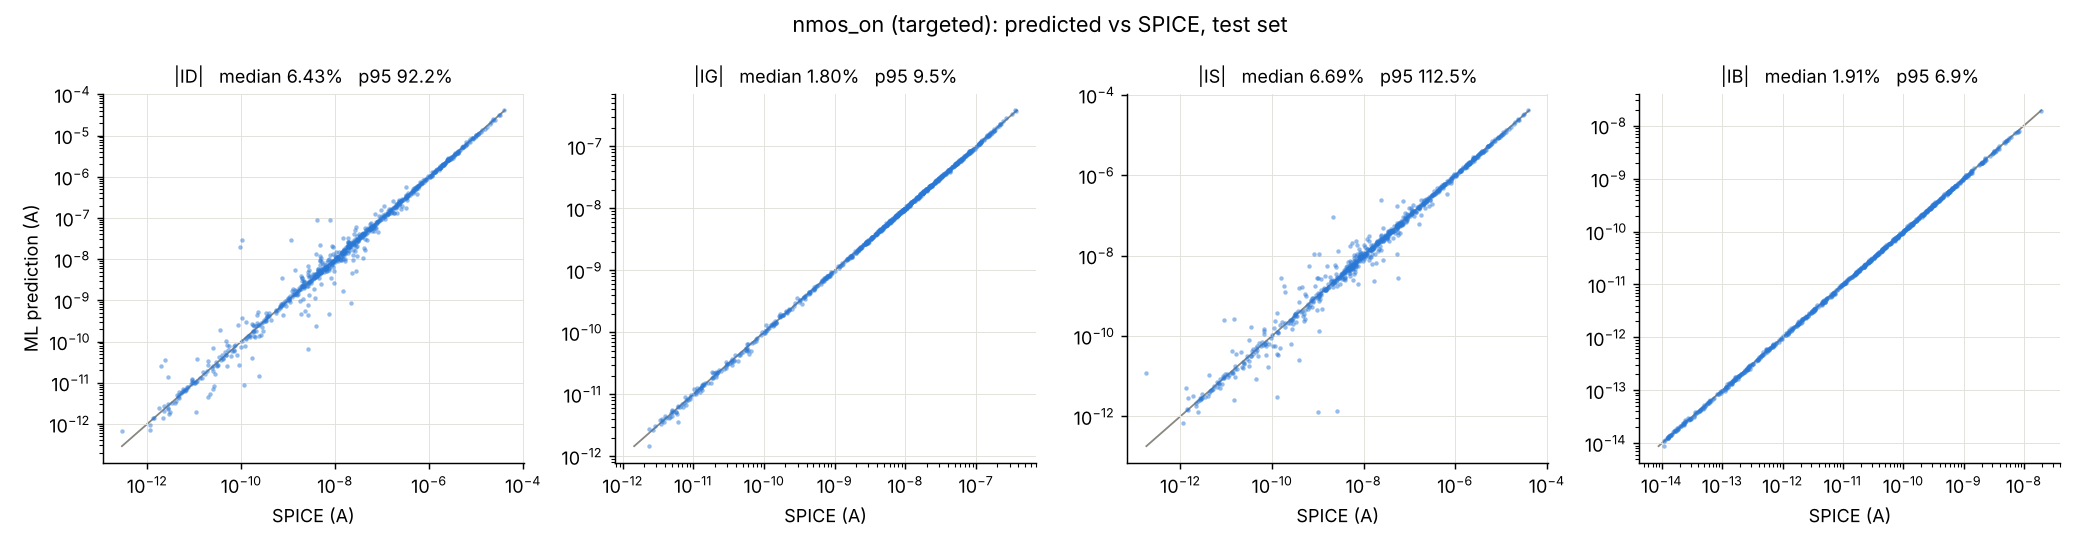 nmos_on (targeted): predicted vs SPICE, test set
|ID| median 6.43% p95 92.2%
|IG| median 1.80% p95 9.5%
|IS| median 6.69% p95 112.5%
|IB| median 1.91% p95 6.9%
ML prediction (A)
10⁻⁴
10⁻⁵
10⁻⁶
10⁻⁷
10⁻⁸
10⁻⁹
10⁻¹⁰
10⁻¹¹
10⁻¹²
10⁻¹² 10⁻¹⁰ 10⁻⁸ 10⁻⁶ 10⁻⁴
SPICE (A)
10⁻⁷
10⁻⁸
10⁻⁹
10⁻¹⁰
10⁻¹¹
10⁻¹²
10⁻¹² 10⁻¹¹ 10⁻¹⁰ 10⁻⁹ 10⁻⁸ 10⁻⁷
SPICE (A)
10⁻⁴
10⁻⁶
10⁻⁸
10⁻¹⁰
10⁻¹²
10⁻¹² 10⁻¹⁰ 10⁻⁸ 10⁻⁶ 10⁻⁴
SPICE (A)
10⁻⁸
10⁻⁹
10⁻¹⁰
10⁻¹¹
10⁻¹²
10⁻¹³
10⁻¹⁴
10⁻¹⁴ 10⁻¹³ 10⁻¹² 10⁻¹¹ 10⁻¹⁰ 10⁻⁹ 10⁻⁸
SPICE (A)